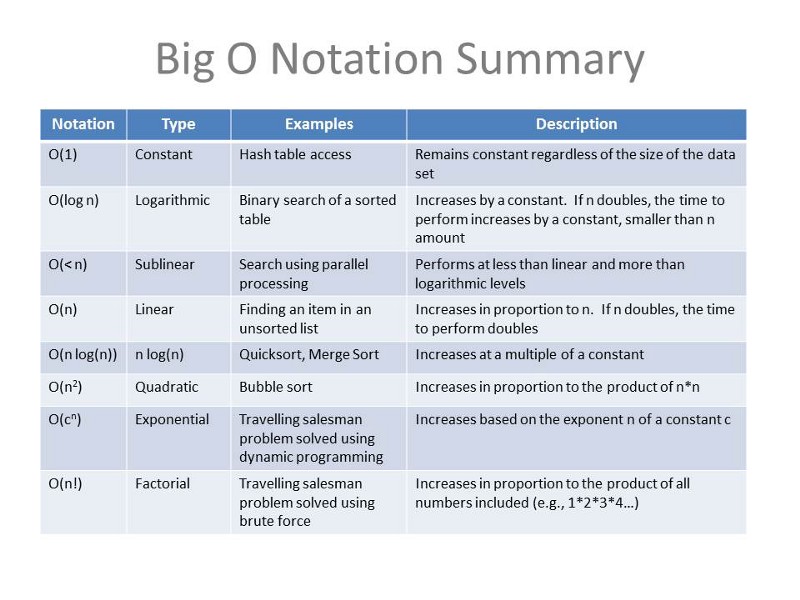 Big O Notation Summary
Notation Type Examples Description
O(1) Constant Hash table access Remains constant regardless of the size of the data
set
O(log n) Logarithmic Binary search of a sorted Increases by a constant. If n doubles, the time to
table perform increases by a constant, smaller than n
amount
O(< n) Sublinear Search using parallel Performs at less than linear and more than
processing logarithmic levels
O(n) Linear Finding an item in an Increases in proportion to n. If n doubles, the time
unsorted list to perform doubles
O(n log(n)) n log(n) Quicksort, Merge Sort Increases at a multiple of a constant
O(n²) Quadratic Bubble sort Increases in proportion to the product of n*n
O(cⁿ) Exponential Travelling salesman Increases based on the exponent n of a constant c
problem solved using
dynamic programming
O(n!) Factorial Travelling salesman Increases in proportion to the product of all
problem solved using numbers included (e.g., 1*2*3*4…)
brute force